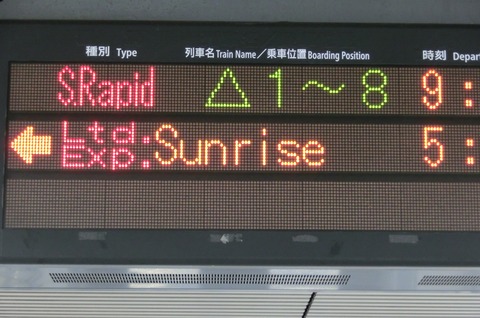 種別 Type 列車名 Train Name／乗車位置 Boarding Position 時刻 Depar
S.Rapid △1～8 9:
Ltd Exp: Sunrise 5: